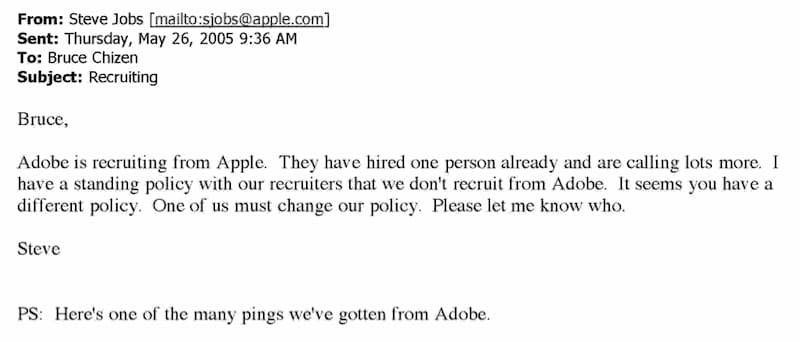 From: Steve Jobs [mailto:sjobs@apple.com]
Sent: Thursday, May 26, 2005 9:36 AM
To: Bruce Chizen
Subject: Recruiting
Bruce,
Adobe is recruiting from Apple. They have hired one person already and are calling lots more. I
have a standing policy with our recruiters that we don't recruit from Adobe. It seems you have a
different policy. One of us must change our policy. Please let me know who.
Steve
PS: Here's one of the many pings we've gotten from Adobe.